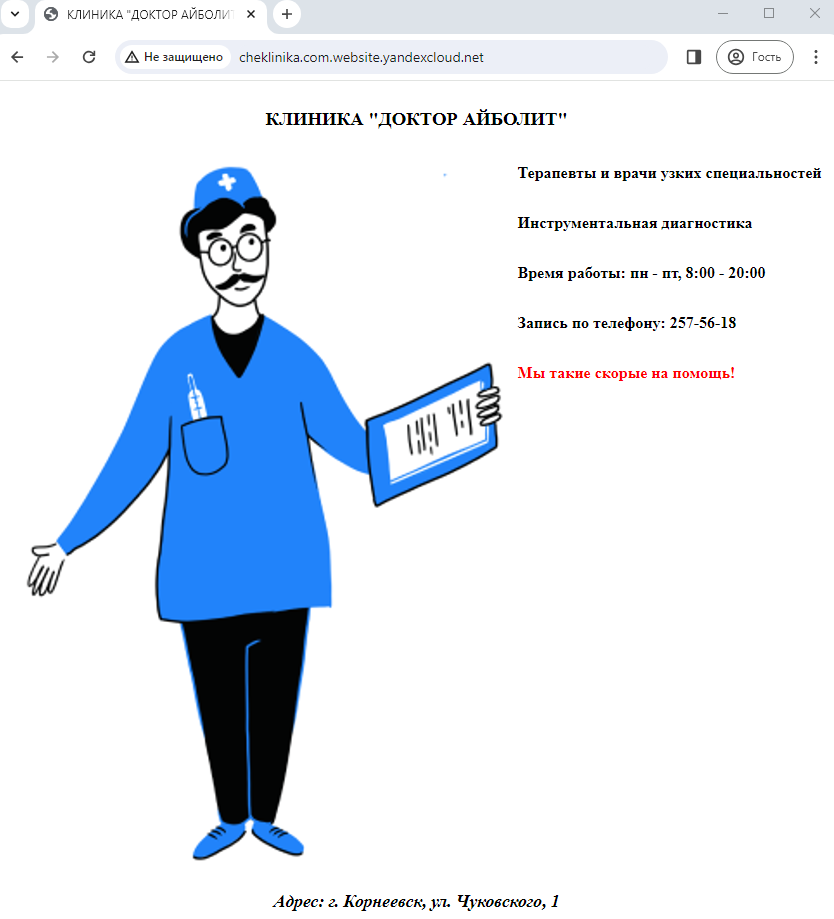 КЛИНИКА "ДОКТОР АЙБОЛИТ
Не защищено cheklinika.com.website.yandexcloud.net Гость
КЛИНИКА "ДОКТОР АЙБОЛИТ"
Терапевты и врачи узких специальностей
Инструментальная диагностика
Время работы: пн - пт, 8:00 - 20:00
Запись по телефону: 257-56-18
Мы такие скорые на помощь!
Адрес: г. Корнеевск, ул. Чуковского, 1